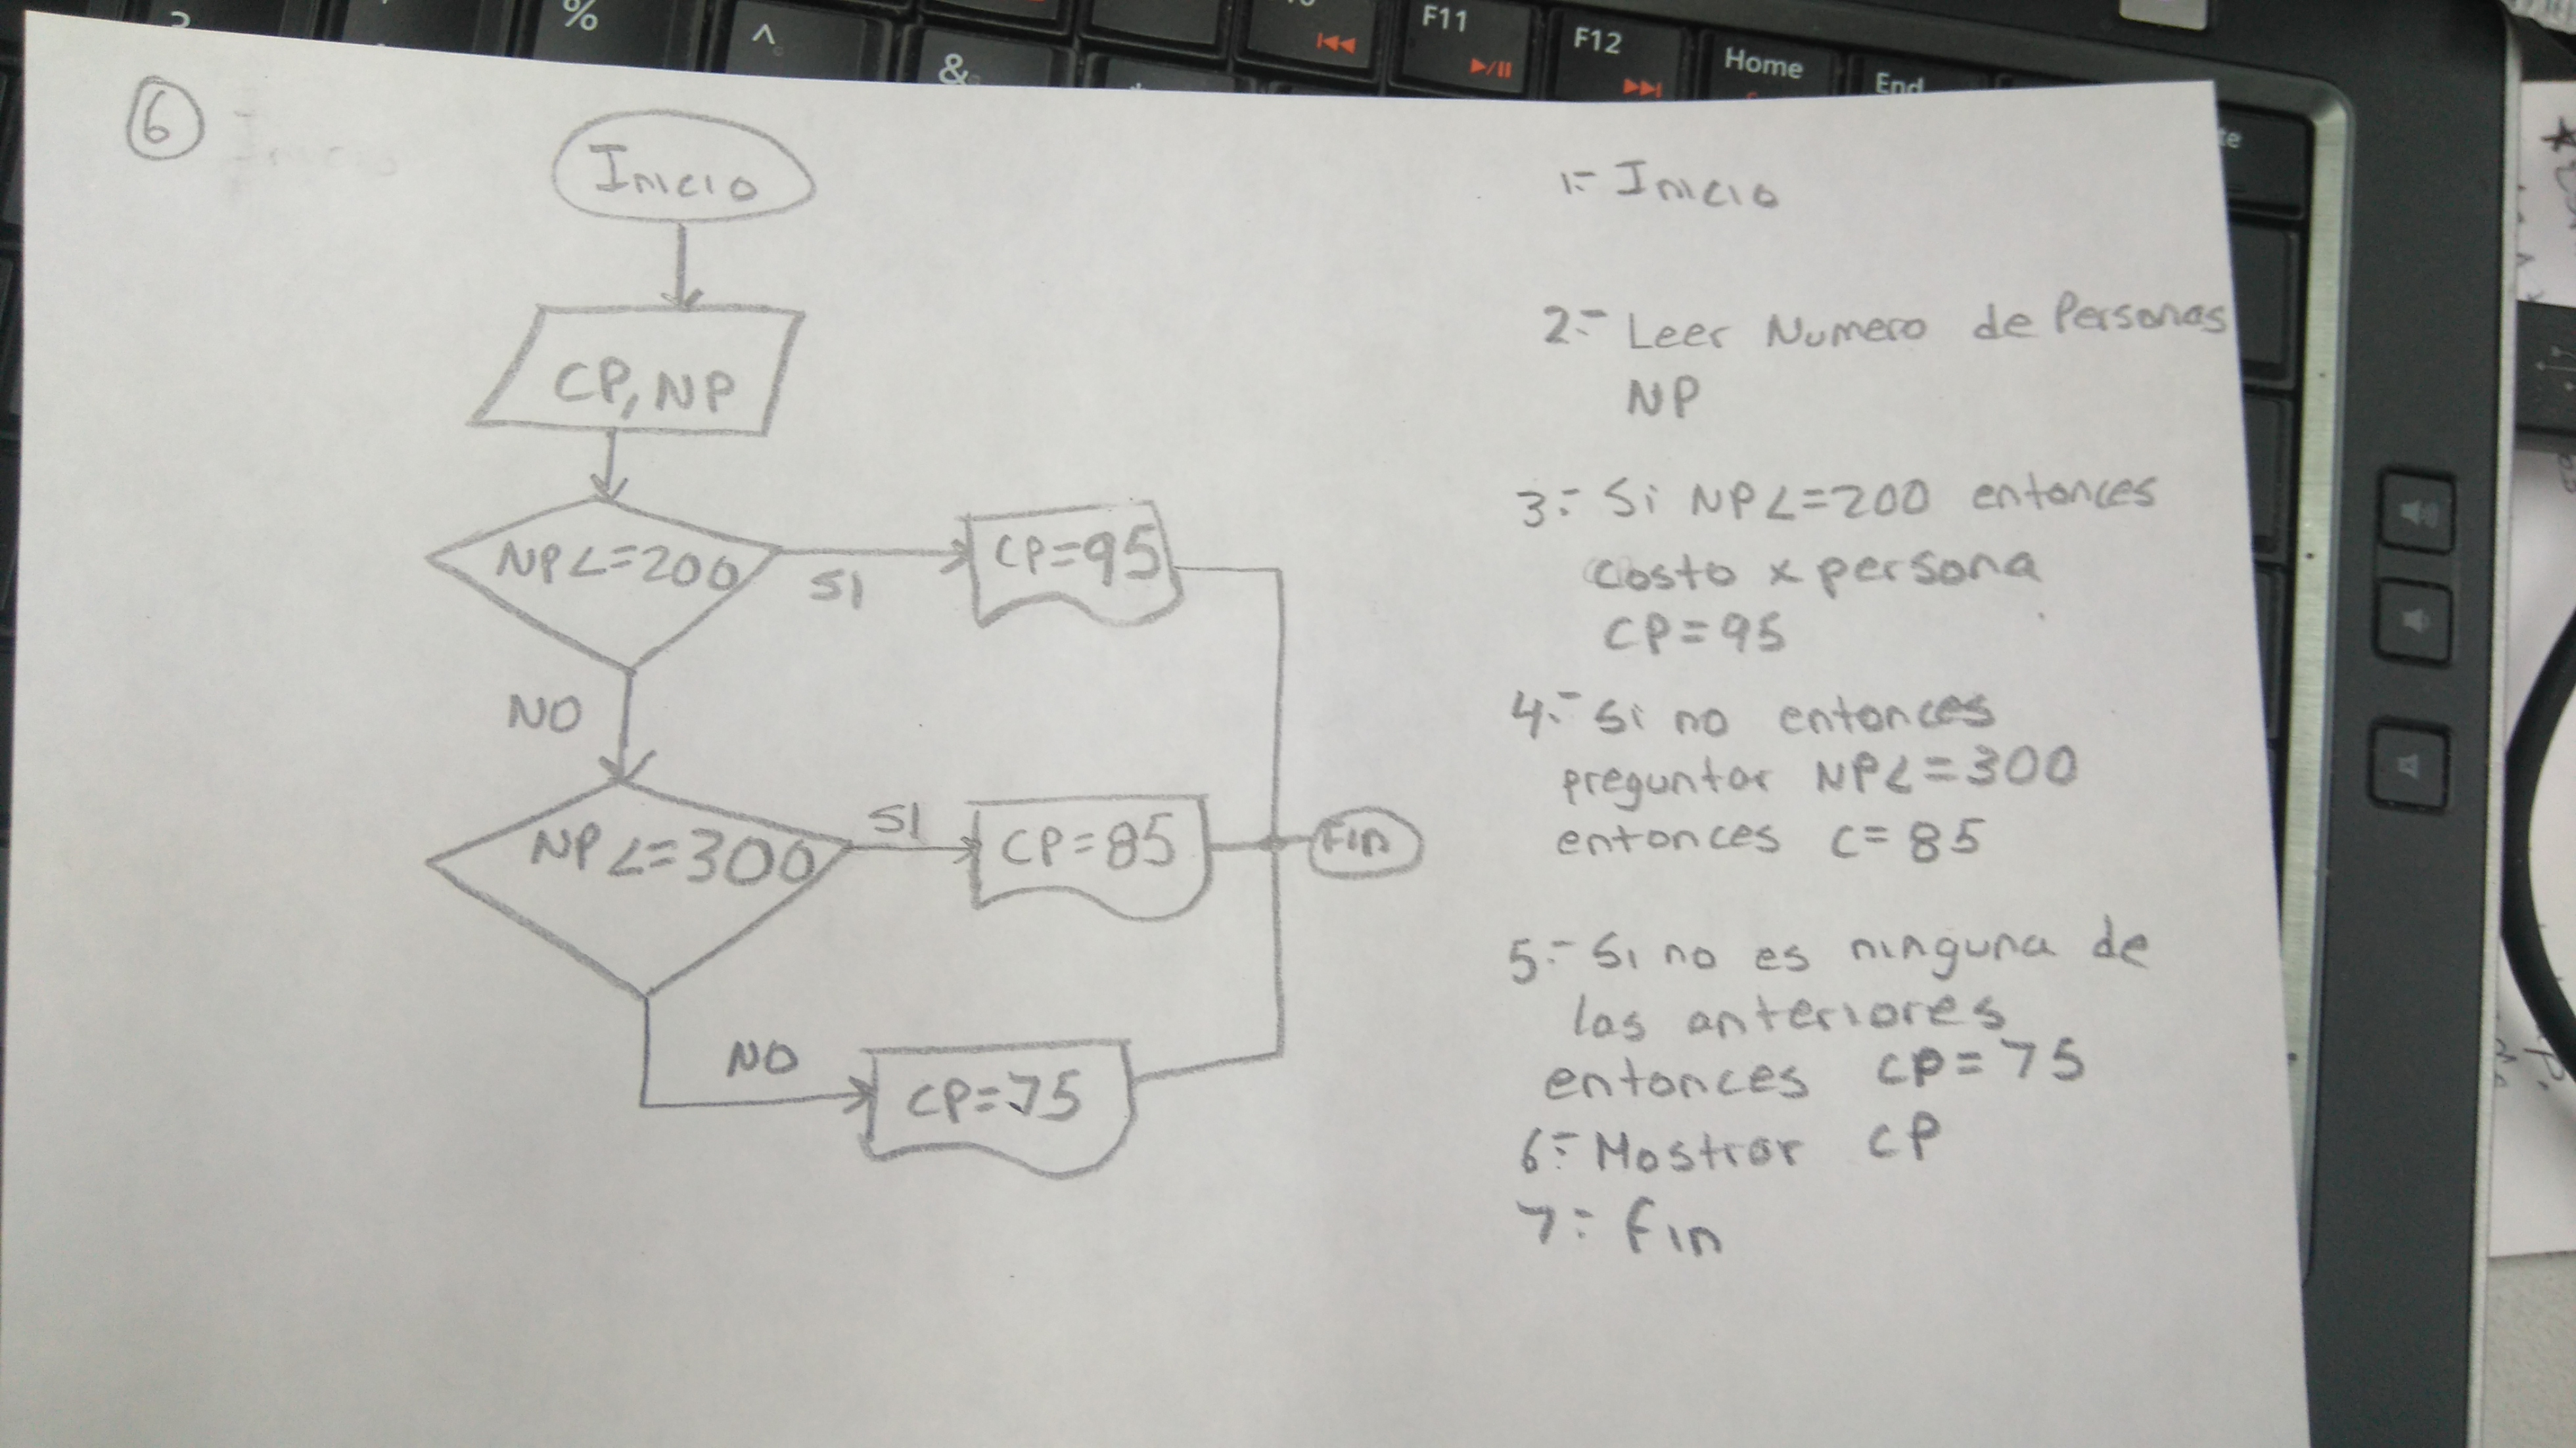 6
Inicio
CP, NP
NP<=200
SI
CP=95
NO
NP<=300
SI
CP=85
NO
CP=75
Fin
1.- Inicio
2.- Leer Numero de Personas
NP
3.- Si NP<=200 entonces
Costo x persona
CP=95
4.- Si no entonces
preguntar NP<=300
entonces C=85
5.- Si no es ninguna de
las anteriores
entonces CP=75
6.- Mostrar CP
7.- fin
F11
F12
Home
End
&
^
%